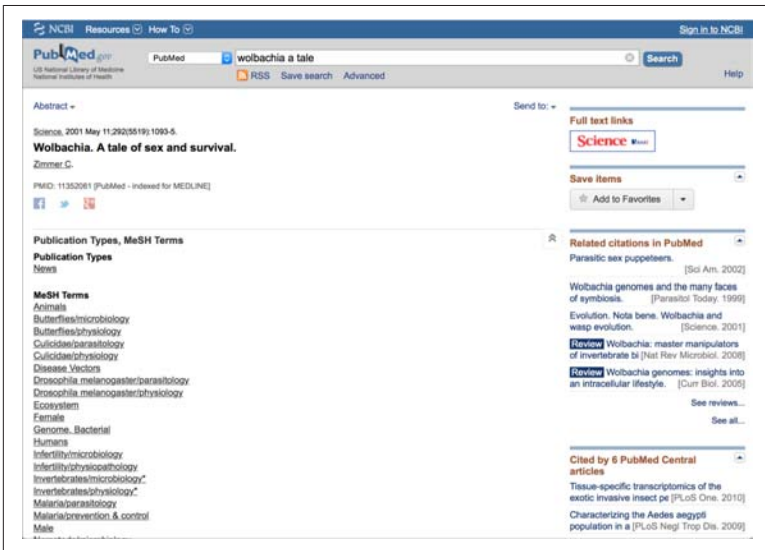 NCBI Resources How To Sign in to NCBI
PubMed.gov
US National Library of Medicine
National Institutes of Health
PubMed wolbachia a tale Search
RSS Save search Advanced Help
Abstract Send to:
Science. 2001 May 11;292(5519):1093-5.
Wolbachia. A tale of sex and survival.
Zimmer C.
PMID: 11352061 [PubMed - indexed for MEDLINE]
Publication Types, MeSH Terms
Publication Types
News
MeSH Terms
Animals
Butterflies/microbiology
Butterflies/physiology
Culicidae/parasitology
Culicidae/physiology
Disease Vectors
Drosophila melanogaster/parasitology
Drosophila melanogaster/physiology
Ecosystem
Female
Genome, Bacterial
Humans
Infertility/microbiology
Infertility/physiopathology
Invertebrates/microbiology*
Invertebrates/physiology*
Malaria/parasitology
Malaria/prevention & control
Male
Full text links
Science
Save items
Add to Favorites
Related citations in PubMed
Parasitic sex puppeteers.
[Sci Am. 2002]
Wolbachia genomes and the many faces
of symbiosis. [Parasitol Today. 1999]
Evolution. Nota bene. Wolbachia and
wasp evolution. [Science. 2001]
Review Wolbachia: master manipulators
of invertebrate bi [Nat Rev Microbiol. 2008]
Review Wolbachia genomes: insights into
an intracellular lifestyle. [Curr Biol. 2005]
See reviews...
See all...
Cited by 6 PubMed Central
articles
Tissue-specific transcriptomics of the
exotic invasive insect pe [PLoS One. 2010]
Characterizing the Aedes aegypti
population in a [PLoS Negl Trop Dis. 2009]